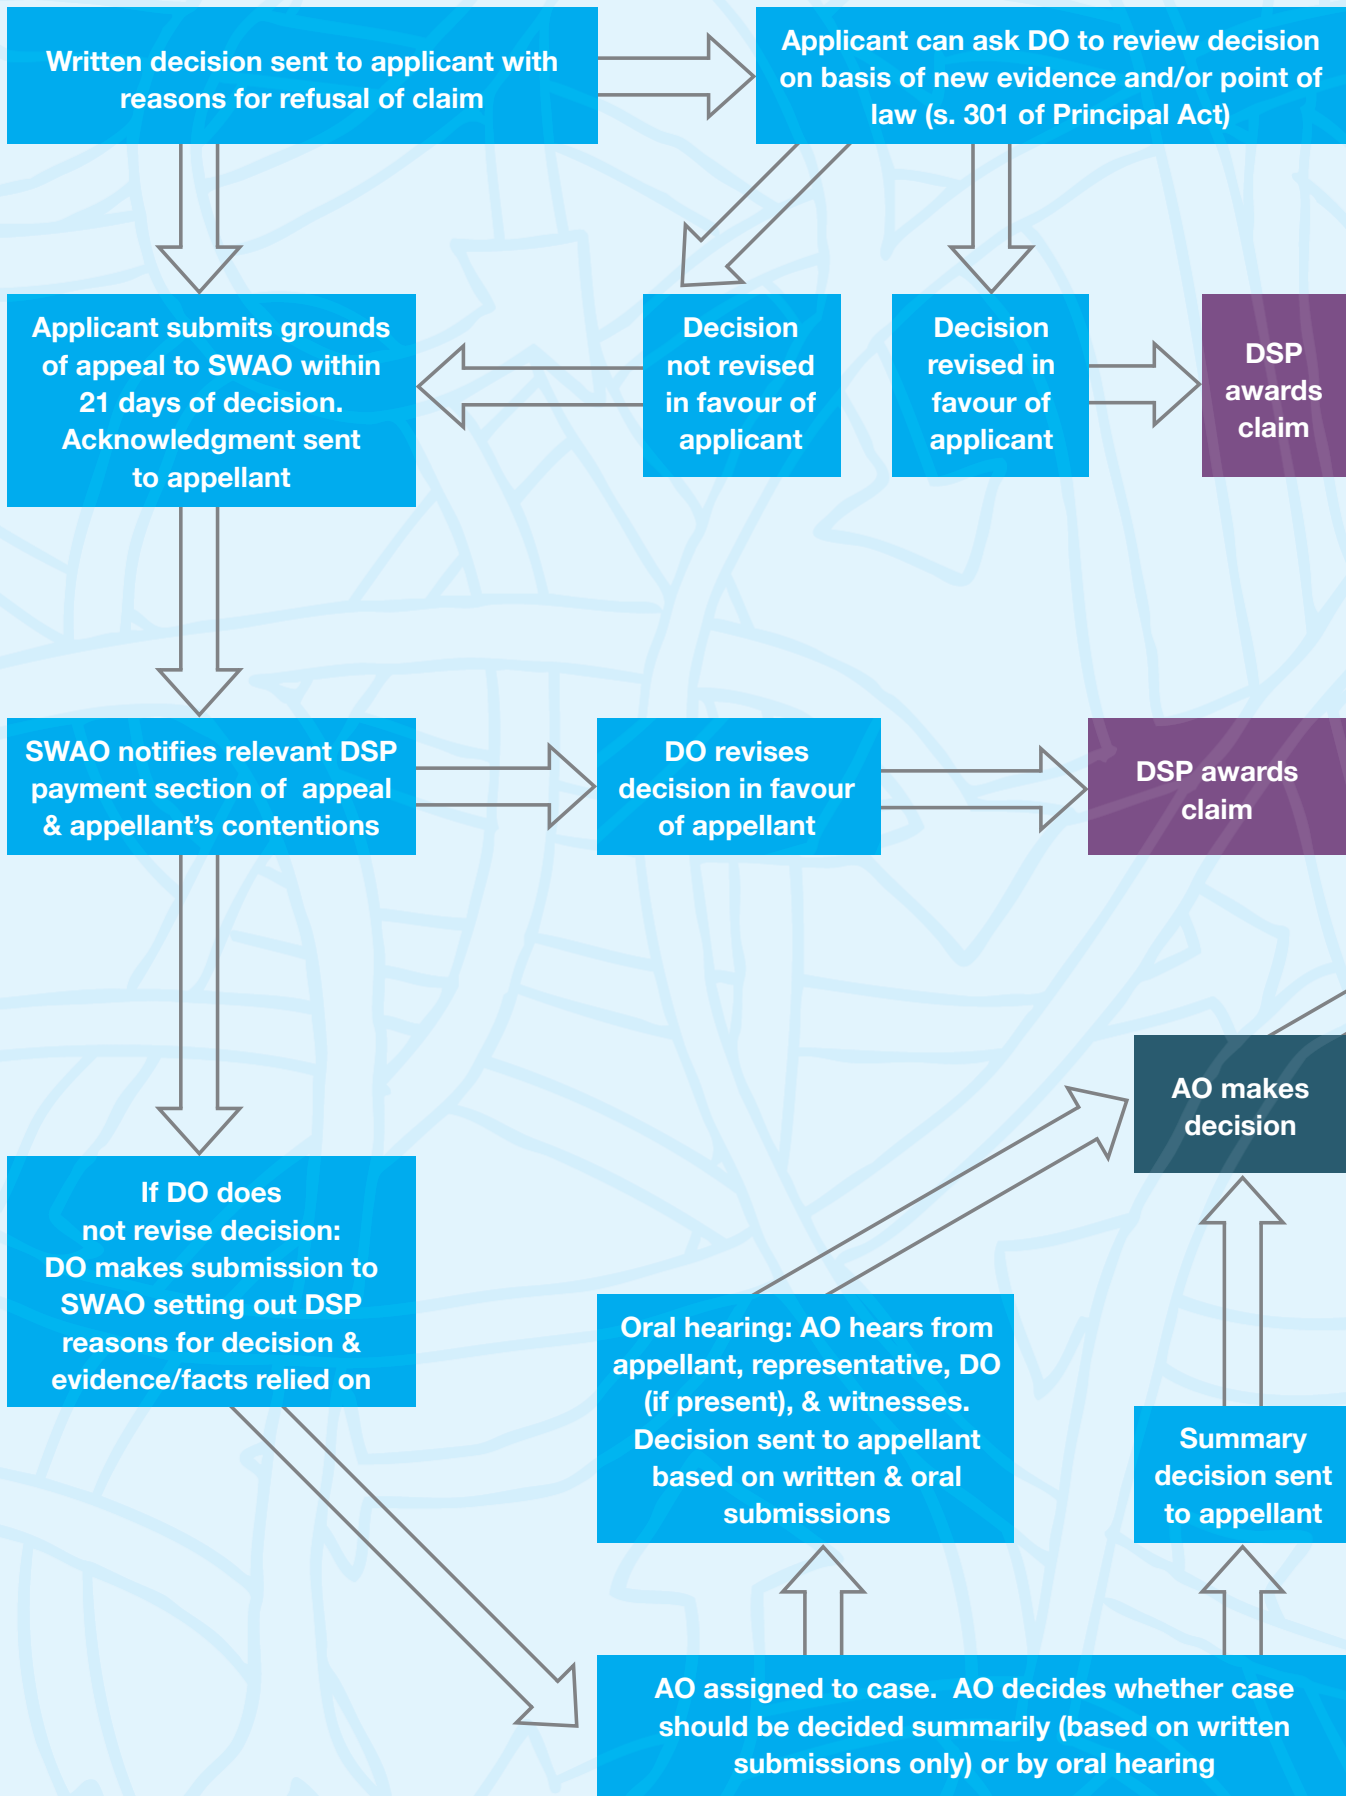 Written decision sent to applicant with
reasons for refusal of claim
Applicant can ask DO to review decision
on basis of new evidence and/or point of
law (s. 301 of Principal Act)
Applicant submits grounds
of appeal to SWAO within
21 days of decision.
Acknowledgment sent
to appellant
Decision
not revised
in favour of
applicant
Decision
revised in
favour of
applicant
DSP
awards
claim
SWAO notifies relevant DSP
payment section of appeal
& appellant’s contentions
DO revises
decision in favour
of appellant
DSP awards
claim
AO makes
decision
If DO does
not revise decision:
DO makes submission to
SWAO setting out DSP
reasons for decision &
evidence/facts relied on
Oral hearing: AO hears from
appellant, representative, DO
(if present), & witnesses.
Decision sent to appellant
based on written & oral
submissions
Summary
decision sent
to appellant
AO assigned to case. AO decides whether case
should be decided summarily (based on written
submissions only) or by oral hearing